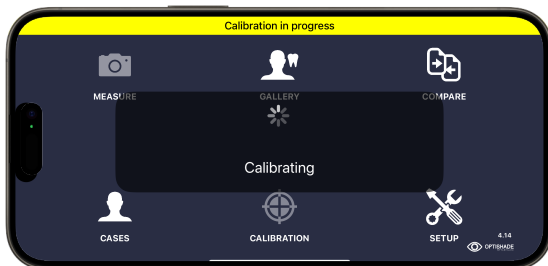 Calibration in progress
MEASURE
GALLERY
COMPARE
Calibrating
CASES
CALIBRATION
SETUP
4.14
OPTISHADE